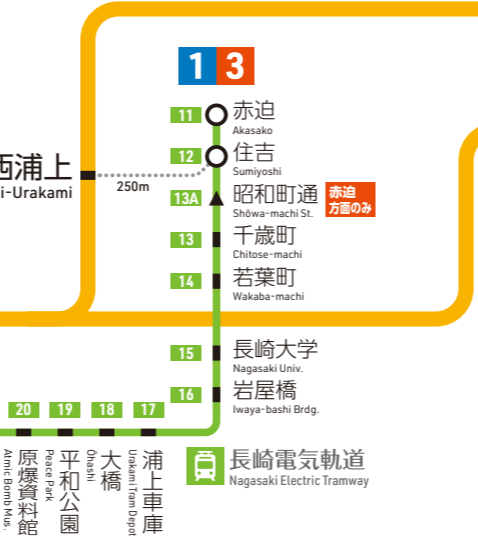 1 3
11 赤迫
Akasako
12 住吉
Sumiyoshi
西浦上
i-Urakami
250m
13A 昭和町通
Shōwa-machi St.
赤迫
方面のみ
13 千歳町
Chitose-machi
14 若葉町
Wakaba-machi
15 長崎大学
Nagasaki Univ.
16 岩屋橋
Iwaya-bashi Brdg.
20 19 18 17
原爆資料館
Atmic Bomb Mus.
平和公園
Peace Park
大橋
Ōhashi
浦上車庫
Urakami Tram Depot
長崎電気軌道
Nagasaki Electric Tramway